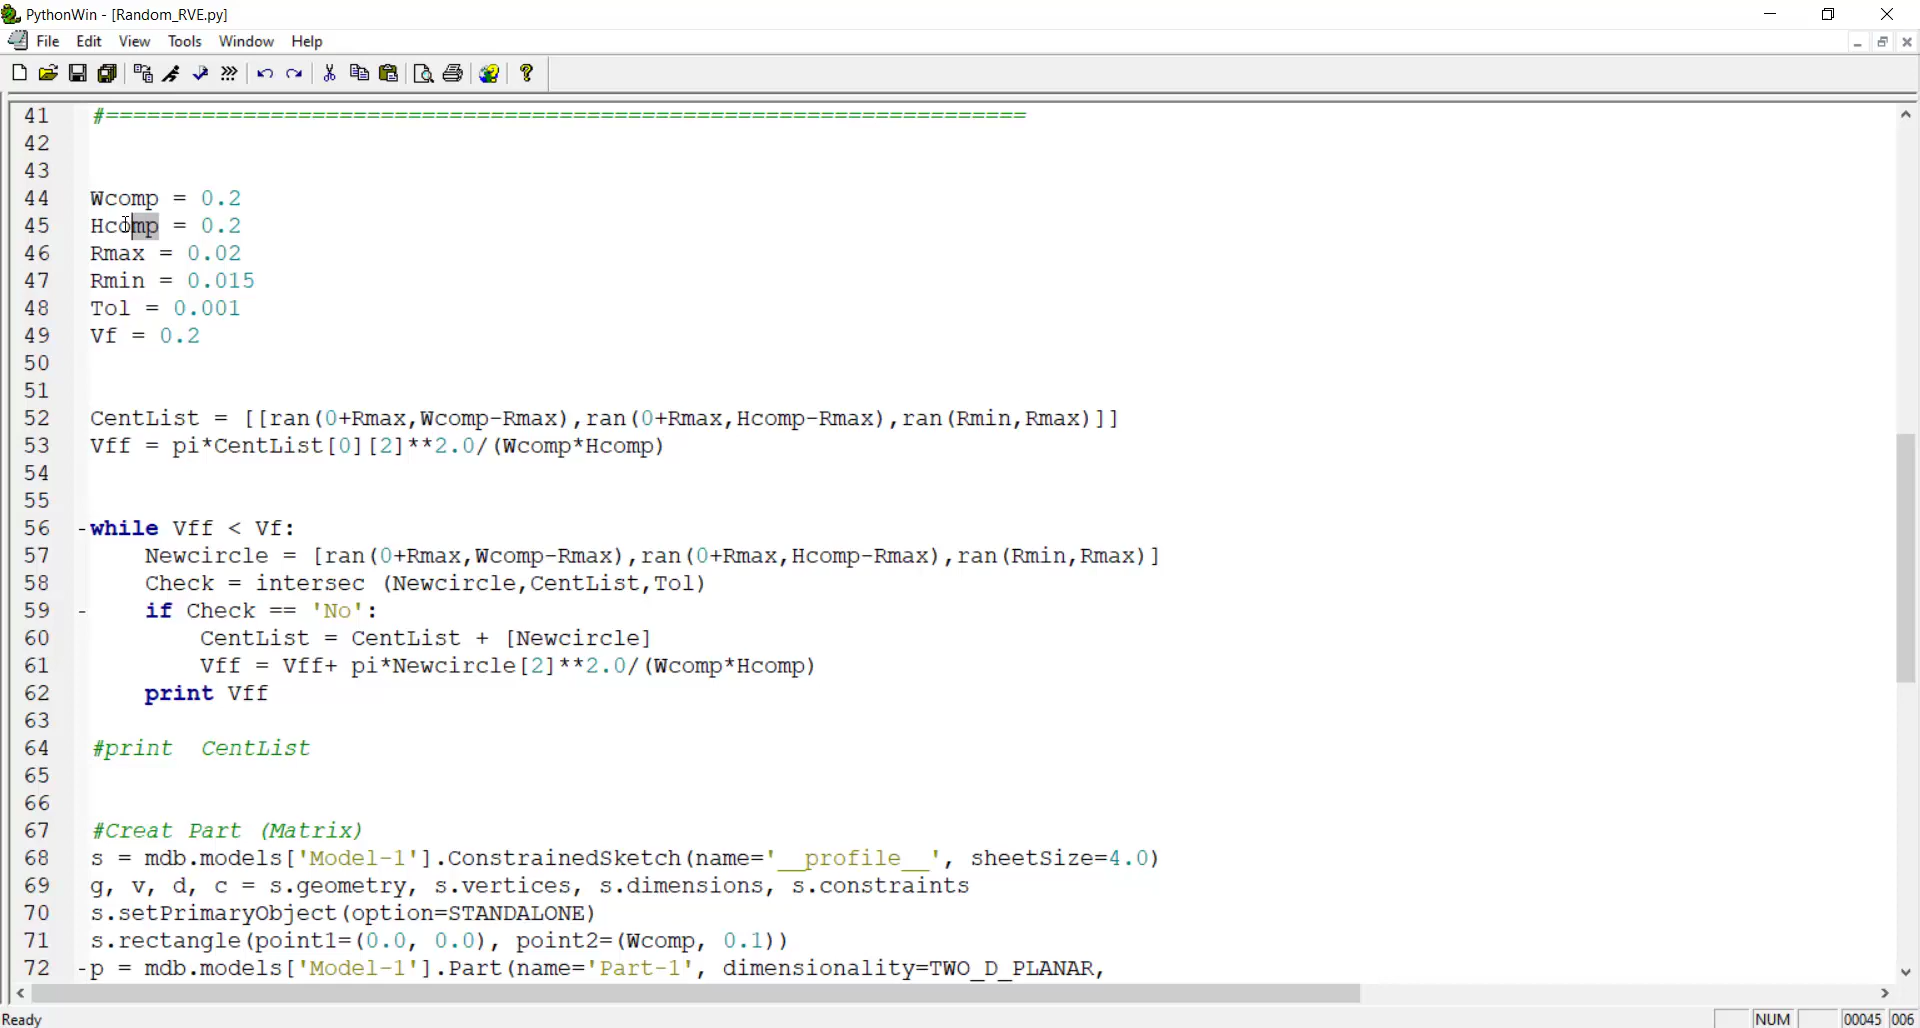 PythonWin - [Random_RVE.py]
File Edit View Tools Window Help
41 #===================================================================
42
43
44 Wcomp = 0.2
45 Hcomp = 0.2
46 Rmax = 0.02
47 Rmin = 0.015
48 Tol = 0.001
49 Vf = 0.2
50
51
52 CentList = [[ran(0+Rmax,Wcomp-Rmax),ran(0+Rmax,Hcomp-Rmax),ran(Rmin,Rmax)]]
53 Vff = pi*CentList[0][2]**2.0/(Wcomp*Hcomp)
54
55
56 -while Vff < Vf:
57     Newcircle = [ran(0+Rmax,Wcomp-Rmax),ran(0+Rmax,Hcomp-Rmax),ran(Rmin,Rmax)]
58     Check = intersec (Newcircle,CentList,Tol)
59 -    if Check == 'No':
60         CentList = CentList + [Newcircle]
61         Vff = Vff+ pi*Newcircle[2]**2.0/(Wcomp*Hcomp)
62     print Vff
63
64 #print  CentList
65
66
67 #Creat Part (Matrix)
68 s = mdb.models['Model-1'].ConstrainedSketch(name='__profile__', sheetSize=4.0)
69 g, v, d, c = s.geometry, s.vertices, s.dimensions, s.constraints
70 s.setPrimaryObject(option=STANDALONE)
71 s.rectangle(point1=(0.0, 0.0), point2=(Wcomp, 0.1))
72 -p = mdb.models['Model-1'].Part(name='Part-1', dimensionality=TWO_D_PLANAR,
Ready NUM 00045 006